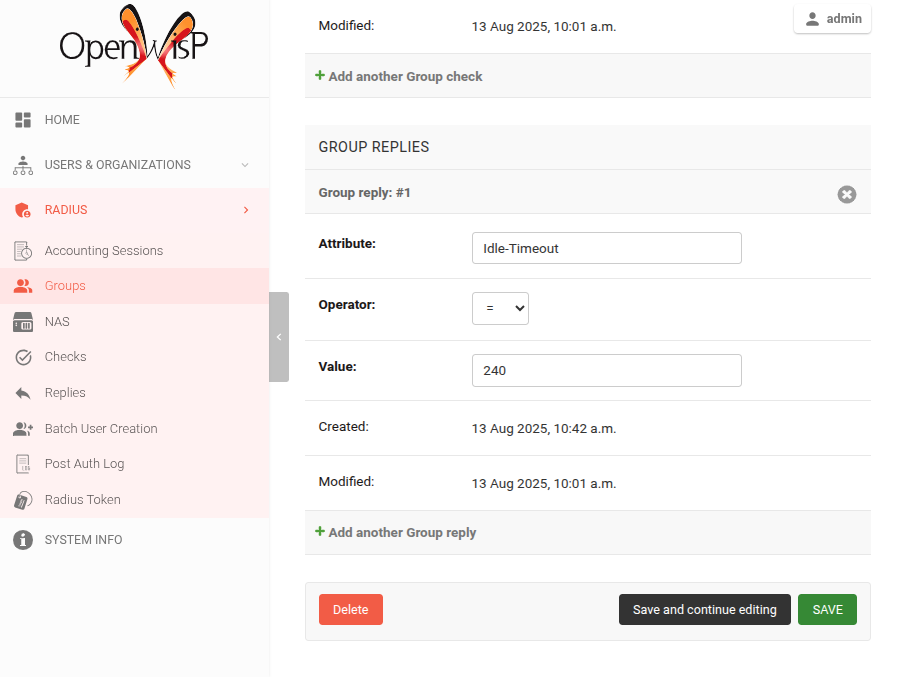 OpenWISP
HOME
USERS & ORGANIZATIONS
RADIUS
Accounting Sessions
Groups
NAS
Checks
Replies
Batch User Creation
Post Auth Log
Radius Token
SYSTEM INFO
admin
Modified: 13 Aug 2025, 10:01 a.m.
+ Add another Group check
GROUP REPLIES
Group reply: #1
Attribute: Idle-Timeout
Operator: =
Value: 240
Created: 13 Aug 2025, 10:42 a.m.
Modified: 13 Aug 2025, 10:01 a.m.
+ Add another Group reply
Delete Save and continue editing SAVE